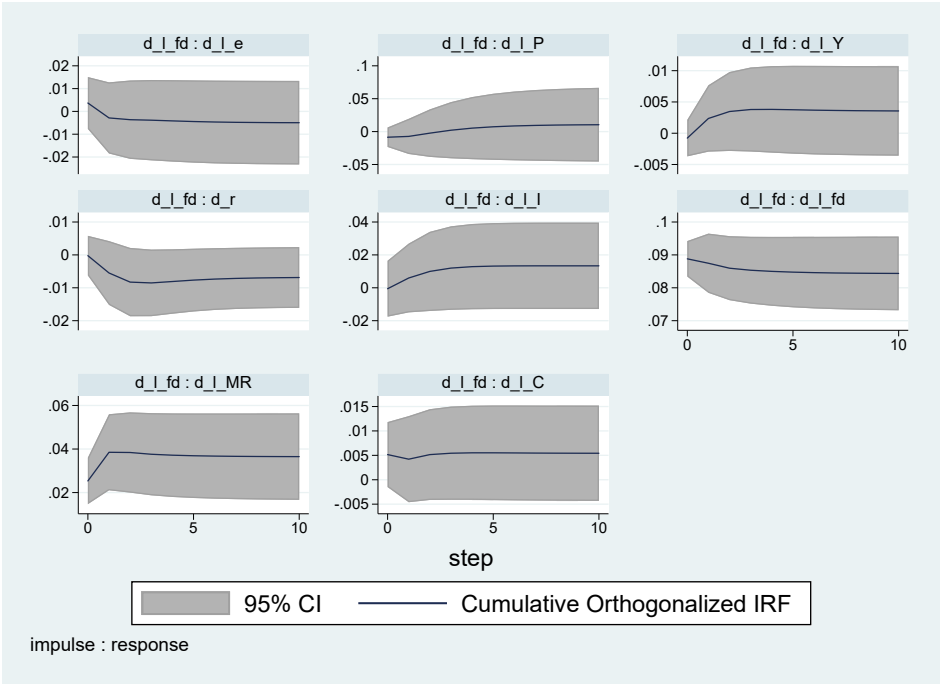 d_l_fd : d_l_e
d_l_fd : d_l_P
d_l_fd : d_l_Y
.02
.01
0
-.01
-.02
.1
.05
0
-.05
.01
.005
0
-.005
d_l_fd : d_r
d_l_fd : d_l_I
d_l_fd : d_l_fd
.01
0
-.01
-.02
.04
.02
0
-.02
.1
.09
.08
.07
0 5 10
d_l_fd : d_l_MR
d_l_fd : d_l_C
.06
.04
.02
0 5 10
.015
.01
.005
0
-.005
0 5 10
step
95% CI
Cumulative Orthogonalized IRF
impulse : response